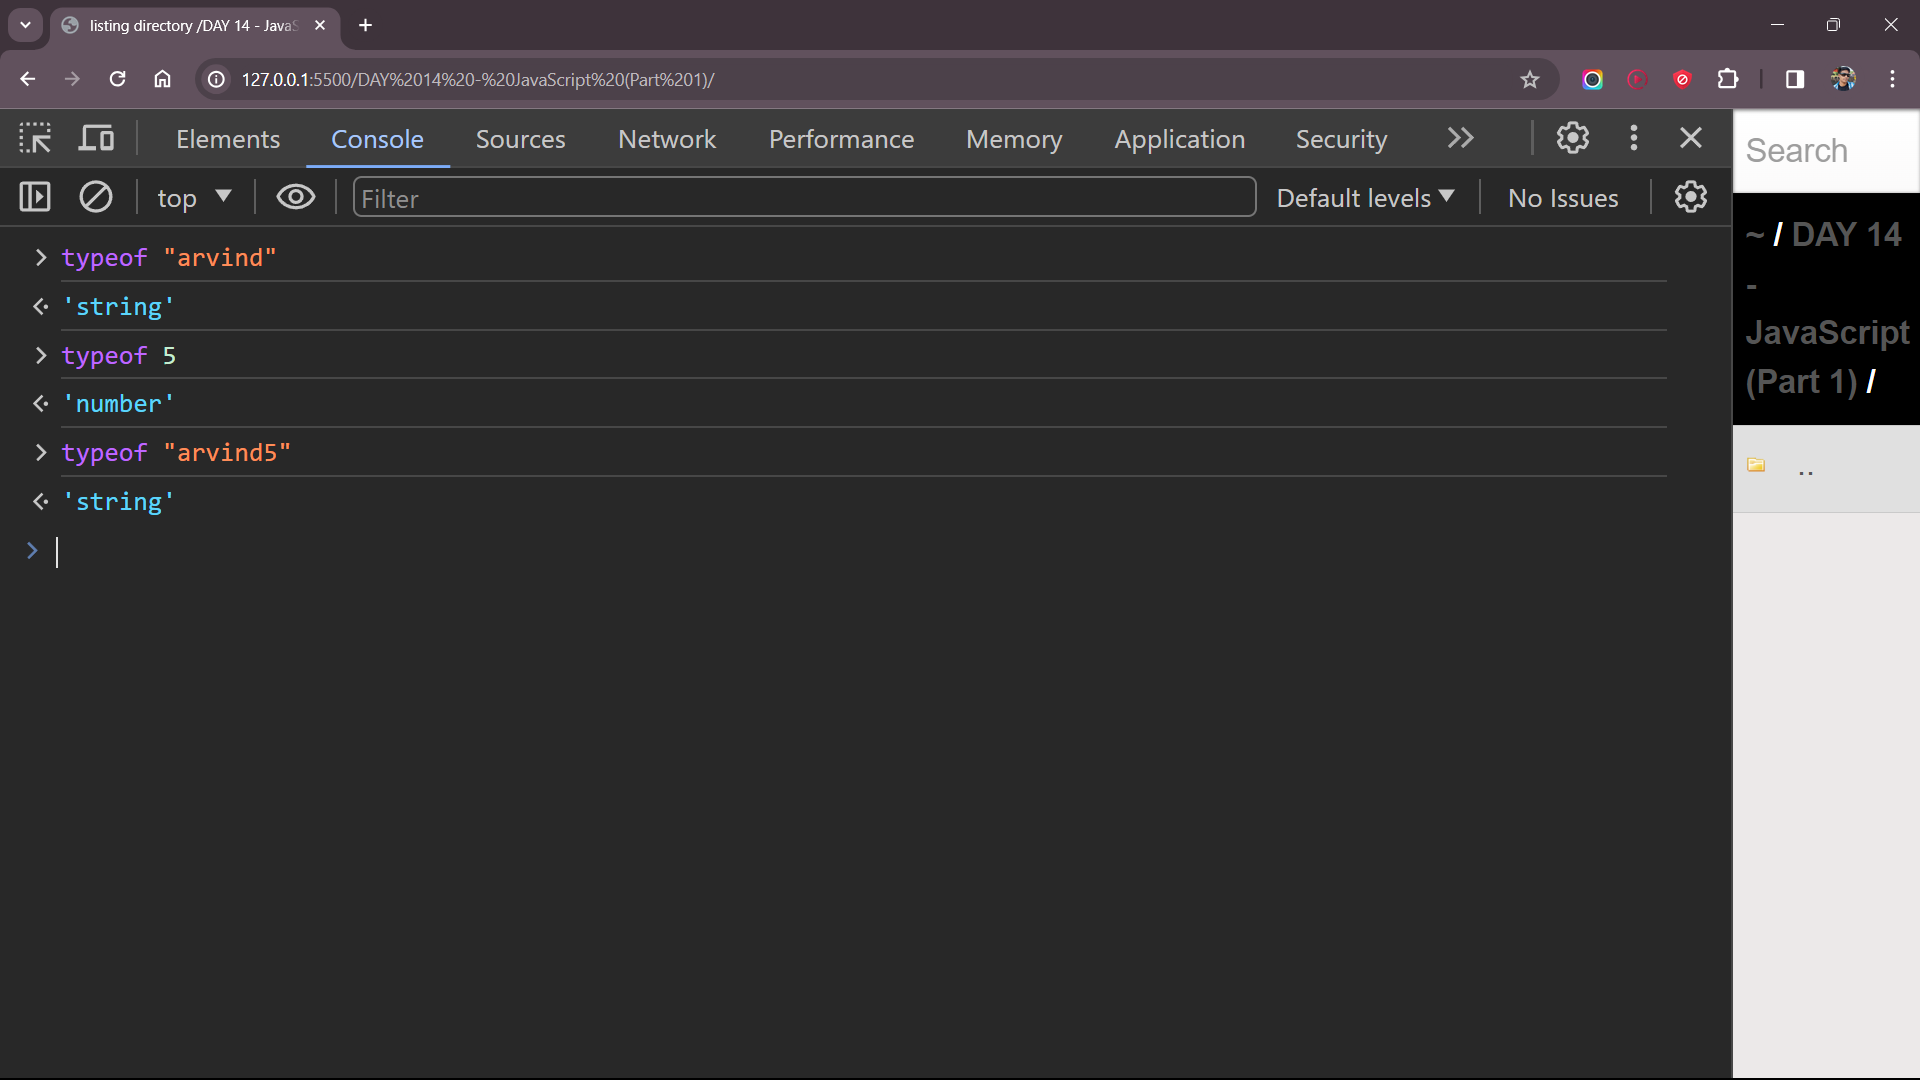 listing directory /DAY 14 - JavaS
127.0.0.1:5500/DAY%2014%20-%20JavaScript%20(Part%201)/
Elements Console Sources Network Performance Memory Application Security
top Filter Default levels No Issues
typeof "arvind"
'string'
typeof 5
'number'
typeof "arvind5"
'string'
Search
~ / DAY 14
-
JavaScript
(Part 1) /
..